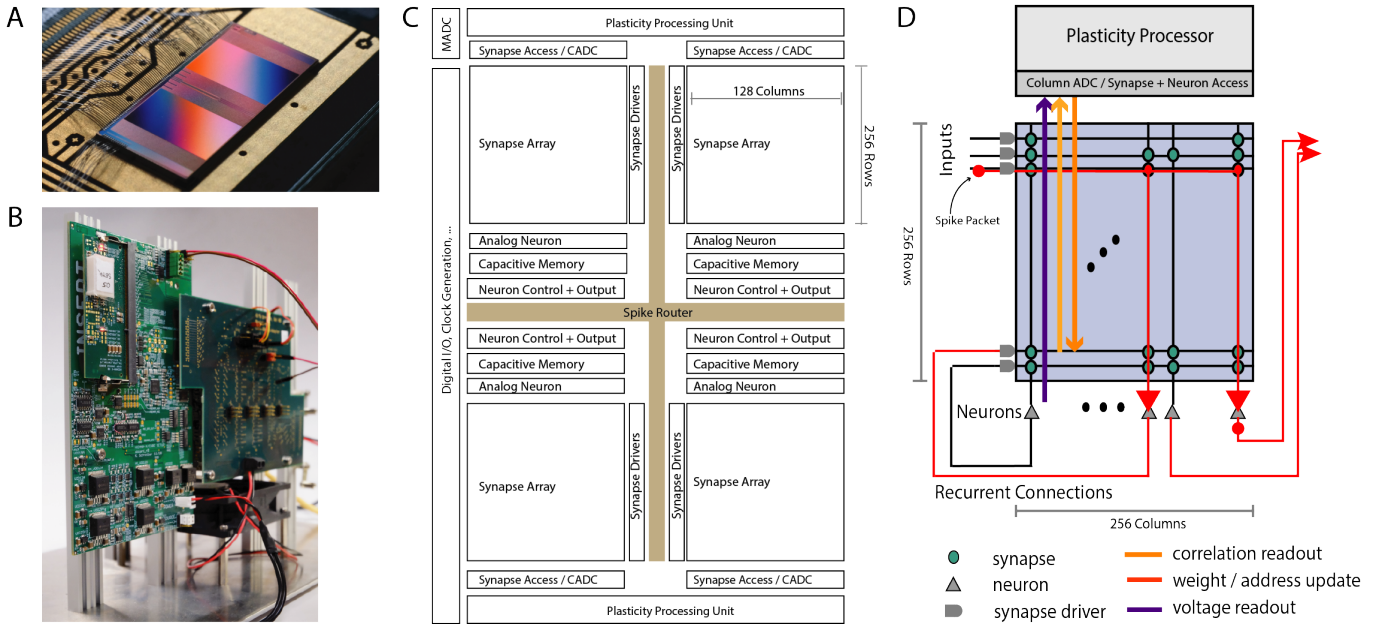 A
B
INSERT
C
MADC
Plasticity Processing Unit
Synapse Access / CADC
Synapse Access / CADC
Digital I/O, Clock Generation, ...
Synapse Array
Synapse Drivers
Synapse Drivers
128 Columns
Synapse Array
256 Rows
Analog Neuron
Analog Neuron
Capacitive Memory
Capacitive Memory
Neuron Control + Output
Neuron Control + Output
Spike Router
Neuron Control + Output
Neuron Control + Output
Capacitive Memory
Capacitive Memory
Analog Neuron
Analog Neuron
Synapse Array
Synapse Drivers
Synapse Drivers
Synapse Array
Synapse Access / CADC
Synapse Access / CADC
Plasticity Processing Unit
D
Plasticity Processor
Column ADC / Synapse + Neuron Access
Inputs
Spike Packet
256 Rows
Neurons
Recurrent Connections
256 Columns
synapse
neuron
synapse driver
correlation readout
weight / address update
voltage readout